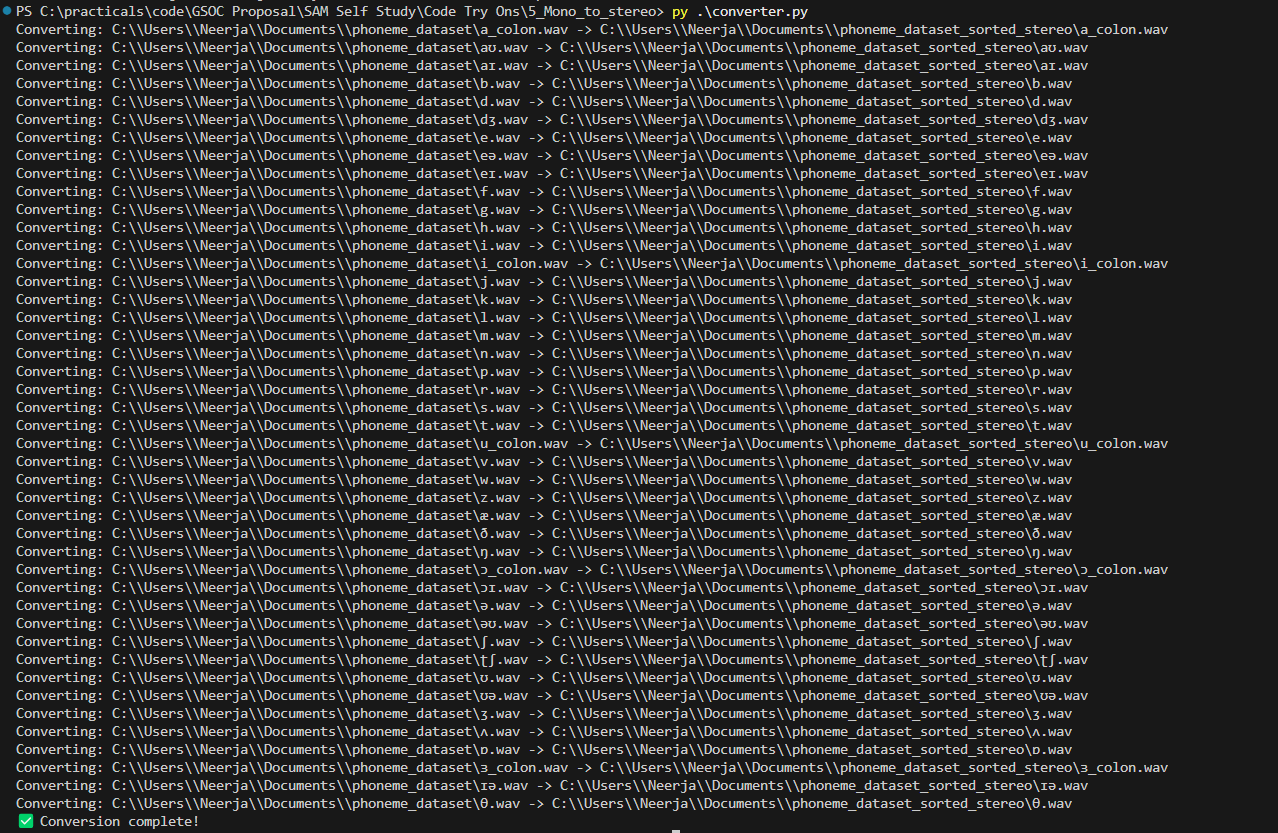 PS C:\practicals\code\GSOC Proposal\SAM Self Study\Code Try Ons\5_Mono_to_stereo> py .\converter.py
Converting: C:\\Users\\Neerja\\Documents\\phoneme_dataset\a_colon.wav -> C:\\Users\\Neerja\\Documents\\phoneme_dataset_sorted_stereo\a_colon.wav
Converting: C:\\Users\\Neerja\\Documents\\phoneme_dataset\aʊ.wav -> C:\\Users\\Neerja\\Documents\\phoneme_dataset_sorted_stereo\aʊ.wav
Converting: C:\\Users\\Neerja\\Documents\\phoneme_dataset\aɪ.wav -> C:\\Users\\Neerja\\Documents\\phoneme_dataset_sorted_stereo\aɪ.wav
Converting: C:\\Users\\Neerja\\Documents\\phoneme_dataset\b.wav -> C:\\Users\\Neerja\\Documents\\phoneme_dataset_sorted_stereo\b.wav
Converting: C:\\Users\\Neerja\\Documents\\phoneme_dataset\d.wav -> C:\\Users\\Neerja\\Documents\\phoneme_dataset_sorted_stereo\d.wav
Converting: C:\\Users\\Neerja\\Documents\\phoneme_dataset\dʒ.wav -> C:\\Users\\Neerja\\Documents\\phoneme_dataset_sorted_stereo\dʒ.wav
Converting: C:\\Users\\Neerja\\Documents\\phoneme_dataset\e.wav -> C:\\Users\\Neerja\\Documents\\phoneme_dataset_sorted_stereo\e.wav
Converting: C:\\Users\\Neerja\\Documents\\phoneme_dataset\eə.wav -> C:\\Users\\Neerja\\Documents\\phoneme_dataset_sorted_stereo\eə.wav
Converting: C:\\Users\\Neerja\\Documents\\phoneme_dataset\eɪ.wav -> C:\\Users\\Neerja\\Documents\\phoneme_dataset_sorted_stereo\eɪ.wav
Converting: C:\\Users\\Neerja\\Documents\\phoneme_dataset\f.wav -> C:\\Users\\Neerja\\Documents\\phoneme_dataset_sorted_stereo\f.wav
Converting: C:\\Users\\Neerja\\Documents\\phoneme_dataset\g.wav -> C:\\Users\\Neerja\\Documents\\phoneme_dataset_sorted_stereo\g.wav
Converting: C:\\Users\\Neerja\\Documents\\phoneme_dataset\h.wav -> C:\\Users\\Neerja\\Documents\\phoneme_dataset_sorted_stereo\h.wav
Converting: C:\\Users\\Neerja\\Documents\\phoneme_dataset\i.wav -> C:\\Users\\Neerja\\Documents\\phoneme_dataset_sorted_stereo\i.wav
Converting: C:\\Users\\Neerja\\Documents\\phoneme_dataset\i_colon.wav -> C:\\Users\\Neerja\\Documents\\phoneme_dataset_sorted_stereo\i_colon.wav
Converting: C:\\Users\\Neerja\\Documents\\phoneme_dataset\j.wav -> C:\\Users\\Neerja\\Documents\\phoneme_dataset_sorted_stereo\j.wav
Converting: C:\\Users\\Neerja\\Documents\\phoneme_dataset\k.wav -> C:\\Users\\Neerja\\Documents\\phoneme_dataset_sorted_stereo\k.wav
Converting: C:\\Users\\Neerja\\Documents\\phoneme_dataset\l.wav -> C:\\Users\\Neerja\\Documents\\phoneme_dataset_sorted_stereo\l.wav
Converting: C:\\Users\\Neerja\\Documents\\phoneme_dataset\m.wav -> C:\\Users\\Neerja\\Documents\\phoneme_dataset_sorted_stereo\m.wav
Converting: C:\\Users\\Neerja\\Documents\\phoneme_dataset\n.wav -> C:\\Users\\Neerja\\Documents\\phoneme_dataset_sorted_stereo\n.wav
Converting: C:\\Users\\Neerja\\Documents\\phoneme_dataset\p.wav -> C:\\Users\\Neerja\\Documents\\phoneme_dataset_sorted_stereo\p.wav
Converting: C:\\Users\\Neerja\\Documents\\phoneme_dataset\r.wav -> C:\\Users\\Neerja\\Documents\\phoneme_dataset_sorted_stereo\r.wav
Converting: C:\\Users\\Neerja\\Documents\\phoneme_dataset\s.wav -> C:\\Users\\Neerja\\Documents\\phoneme_dataset_sorted_stereo\s.wav
Converting: C:\\Users\\Neerja\\Documents\\phoneme_dataset\t.wav -> C:\\Users\\Neerja\\Documents\\phoneme_dataset_sorted_stereo\t.wav
Converting: C:\\Users\\Neerja\\Documents\\phoneme_dataset\u_colon.wav -> C:\\Users\\Neerja\\Documents\\phoneme_dataset_sorted_stereo\u_colon.wav
Converting: C:\\Users\\Neerja\\Documents\\phoneme_dataset\v.wav -> C:\\Users\\Neerja\\Documents\\phoneme_dataset_sorted_stereo\v.wav
Converting: C:\\Users\\Neerja\\Documents\\phoneme_dataset\w.wav -> C:\\Users\\Neerja\\Documents\\phoneme_dataset_sorted_stereo\w.wav
Converting: C:\\Users\\Neerja\\Documents\\phoneme_dataset\z.wav -> C:\\Users\\Neerja\\Documents\\phoneme_dataset_sorted_stereo\z.wav
Converting: C:\\Users\\Neerja\\Documents\\phoneme_dataset\æ.wav -> C:\\Users\\Neerja\\Documents\\phoneme_dataset_sorted_stereo\æ.wav
Converting: C:\\Users\\Neerja\\Documents\\phoneme_dataset\ð.wav -> C:\\Users\\Neerja\\Documents\\phoneme_dataset_sorted_stereo\ð.wav
Converting: C:\\Users\\Neerja\\Documents\\phoneme_dataset\ŋ.wav -> C:\\Users\\Neerja\\Documents\\phoneme_dataset_sorted_stereo\ŋ.wav
Converting: C:\\Users\\Neerja\\Documents\\phoneme_dataset\ɔ_colon.wav -> C:\\Users\\Neerja\\Documents\\phoneme_dataset_sorted_stereo\ɔ_colon.wav
Converting: C:\\Users\\Neerja\\Documents\\phoneme_dataset\ɔɪ.wav -> C:\\Users\\Neerja\\Documents\\phoneme_dataset_sorted_stereo\ɔɪ.wav
Converting: C:\\Users\\Neerja\\Documents\\phoneme_dataset\ə.wav -> C:\\Users\\Neerja\\Documents\\phoneme_dataset_sorted_stereo\ə.wav
Converting: C:\\Users\\Neerja\\Documents\\phoneme_dataset\əʊ.wav -> C:\\Users\\Neerja\\Documents\\phoneme_dataset_sorted_stereo\əʊ.wav
Converting: C:\\Users\\Neerja\\Documents\\phoneme_dataset\ʃ.wav -> C:\\Users\\Neerja\\Documents\\phoneme_dataset_sorted_stereo\ʃ.wav
Converting: C:\\Users\\Neerja\\Documents\\phoneme_dataset\ʈʃ.wav -> C:\\Users\\Neerja\\Documents\\phoneme_dataset_sorted_stereo\ʈʃ.wav
Converting: C:\\Users\\Neerja\\Documents\\phoneme_dataset\ʊ.wav -> C:\\Users\\Neerja\\Documents\\phoneme_dataset_sorted_stereo\ʊ.wav
Converting: C:\\Users\\Neerja\\Documents\\phoneme_dataset\ʊə.wav -> C:\\Users\\Neerja\\Documents\\phoneme_dataset_sorted_stereo\ʊə.wav
Converting: C:\\Users\\Neerja\\Documents\\phoneme_dataset\ʒ.wav -> C:\\Users\\Neerja\\Documents\\phoneme_dataset_sorted_stereo\ʒ.wav
Converting: C:\\Users\\Neerja\\Documents\\phoneme_dataset\ʌ.wav -> C:\\Users\\Neerja\\Documents\\phoneme_dataset_sorted_stereo\ʌ.wav
Converting: C:\\Users\\Neerja\\Documents\\phoneme_dataset\ɒ.wav -> C:\\Users\\Neerja\\Documents\\phoneme_dataset_sorted_stereo\ɒ.wav
Converting: C:\\Users\\Neerja\\Documents\\phoneme_dataset\ɜ_colon.wav -> C:\\Users\\Neerja\\Documents\\phoneme_dataset_sorted_stereo\ɜ_colon.wav
Converting: C:\\Users\\Neerja\\Documents\\phoneme_dataset\ɪə.wav -> C:\\Users\\Neerja\\Documents\\phoneme_dataset_sorted_stereo\ɪə.wav
Converting: C:\\Users\\Neerja\\Documents\\phoneme_dataset\θ.wav -> C:\\Users\\Neerja\\Documents\\phoneme_dataset_sorted_stereo\θ.wav
✅ Conversion complete!